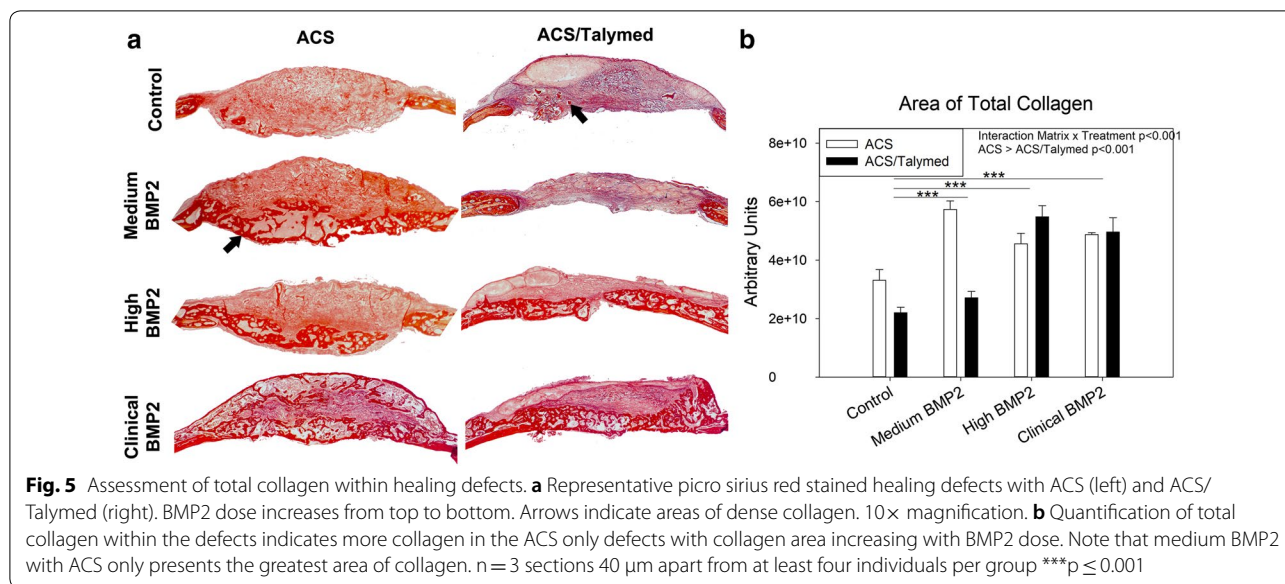 a
ACS
ACS/Talymed
Control
Medium
BMP2
High
BMP2
Clinical
BMP2
b
Area of Total Collagen
ACS
ACS/Talymed
Interaction Matrix x Treatment p<0.001
ACS > ACS/Talymed p<0.001
***
***
***
Arbitrary Units
8e+10
6e+10
4e+10
2e+10
0
Control
Medium BMP2
High BMP2
Clinical BMP2
Fig. 5 Assessment of total collagen within healing defects. a Representative picro sirius red stained healing defects with ACS (left) and ACS/
Talymed (right). BMP2 dose increases from top to bottom. Arrows indicate areas of dense collagen. 10× magnification. b Quantification of total
collagen within the defects indicates more collagen in the ACS only defects with collagen area increasing with BMP2 dose. Note that medium BMP2
with ACS only presents the greatest area of collagen. n = 3 sections 40 µm apart from at least four individuals per group ***p ≤ 0.001